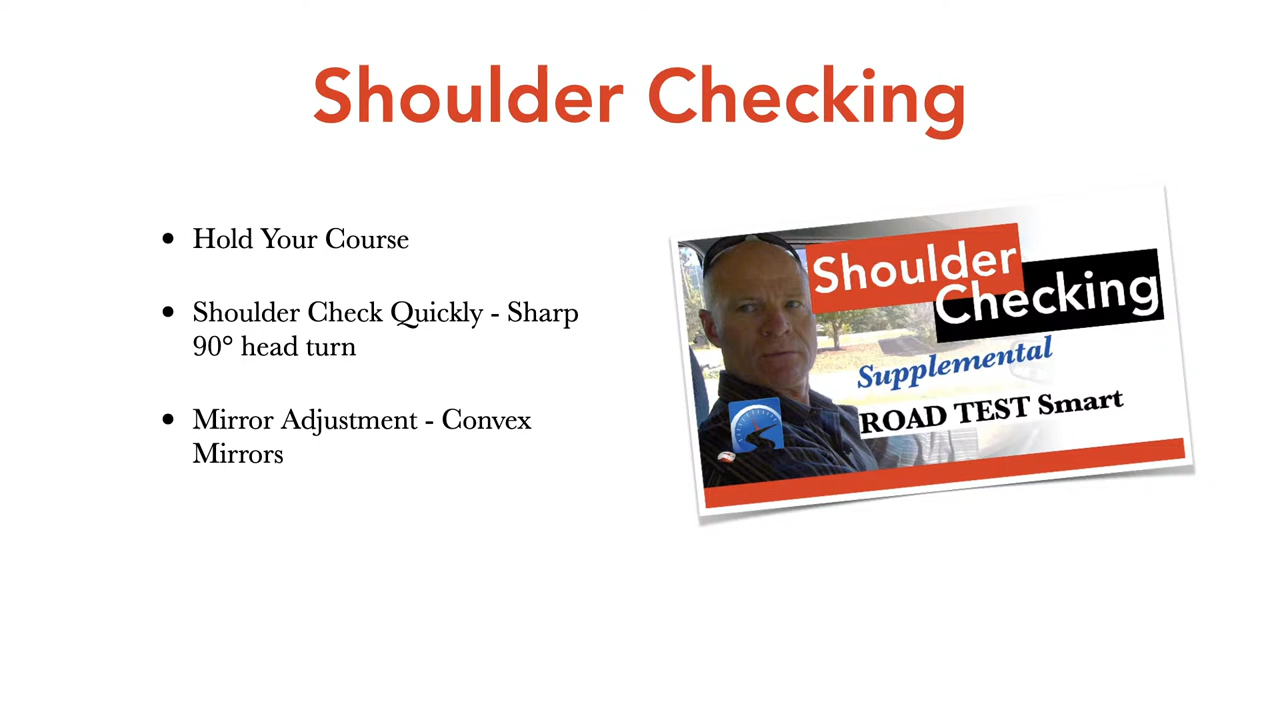 Shoulder Checking
• Hold Your Course
• Shoulder Check Quickly - Sharp
90° head turn
• Mirror Adjustment - Convex
Mirrors
Shoulder
Checking
Supplemental
ROAD TEST Smart